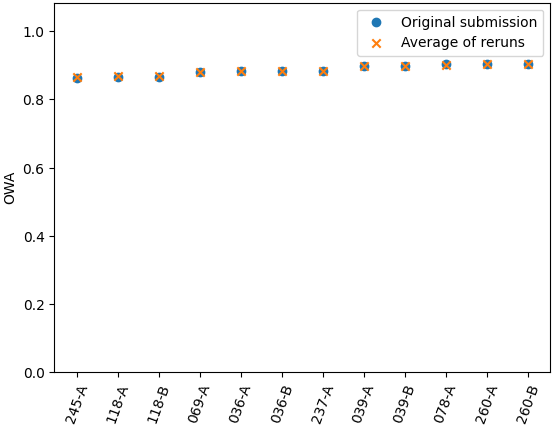 Original submission
Average of reruns
1.0
0.8
0.6
0.4
0.2
0.0
OWA
245-A
118-A
118-B
069-A
036-A
036-B
237-A
039-A
039-B
078-A
260-A
260-B